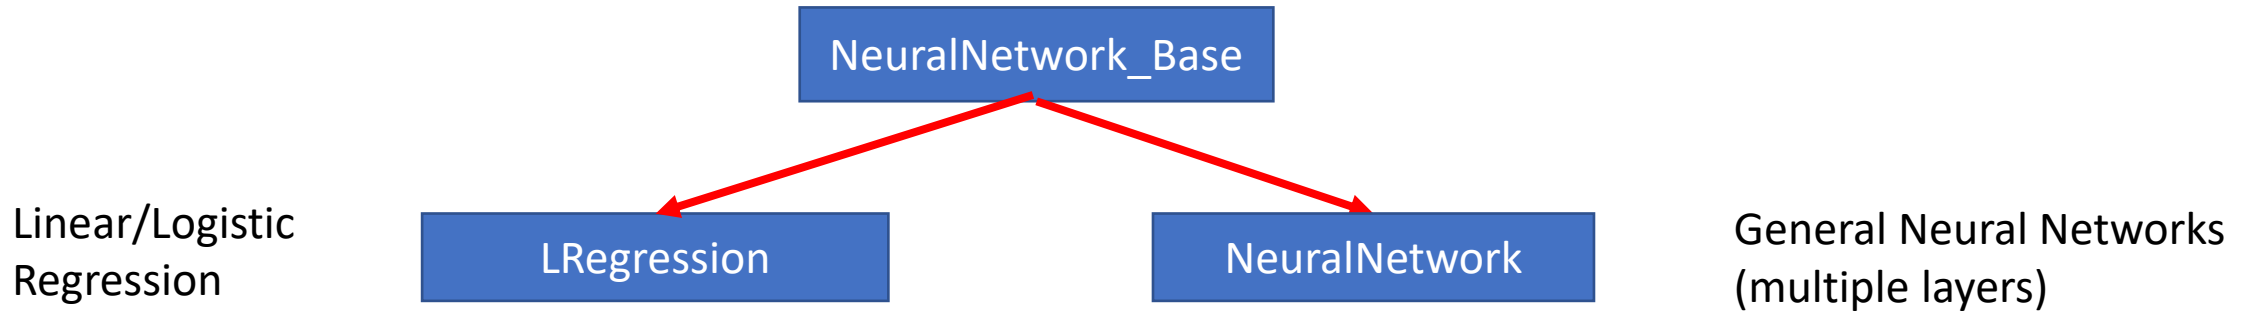 NeuralNetwork_Base
Linear/Logistic
Regression
LRegression
NeuralNetwork
General Neural Networks
(multiple layers)